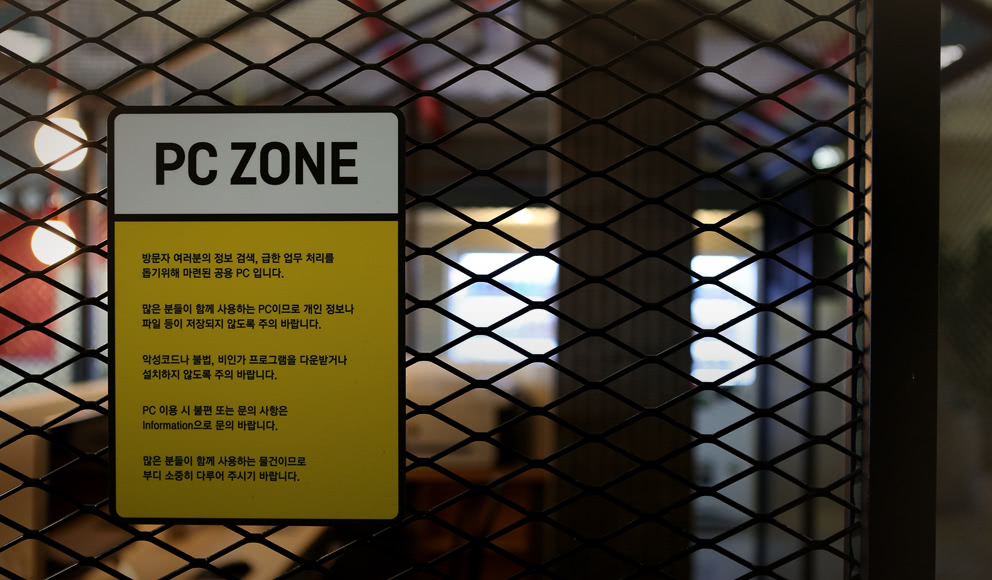 PC ZONE
방문자 여러분의 정보 검색, 급한 업무 처리를
돕기위해 마련된 공용 PC 입니다.
많은 분들이 함께 사용하는 PC이므로 개인 정보나
파일 등이 저장되지 않도록 주의 바랍니다.
악성코드나 불법, 비인가 프로그램을 다운받거나
설치하지 않도록 주의 바랍니다.
PC 이용 시 불편 또는 문의 사항은
Information으로 문의 바랍니다.
많은 분들이 함께 사용하는 물건이므로
부디 소중히 다루어 주시기 바랍니다.